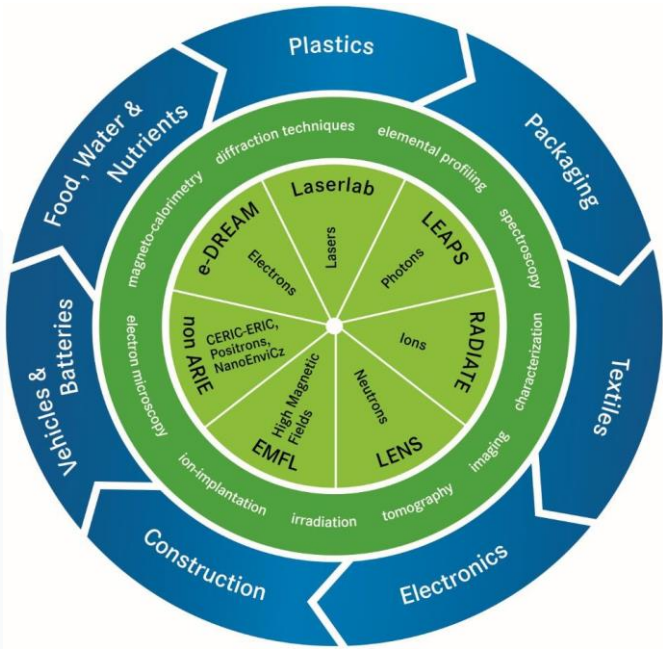 Plastics
Packaging
Textiles
Electronics
Construction
Vehicles &
Batteries
Food, Water &
Nutrients
diffraction techniques
elemental profiling
spectroscopy
characterization
imaging
tomography
irradiation
ion-implantation
electron microscopy
magneto-calorimetry
Laserlab
Lasers
LEAPS
Photons
RADIATE
Ions
LENS
Neutrons
EMFL
High Magnetic
Fields
non ARIE
CERIC-ERIC,
Positrons,
NanoEnviCz
e-DREAM
Electrons